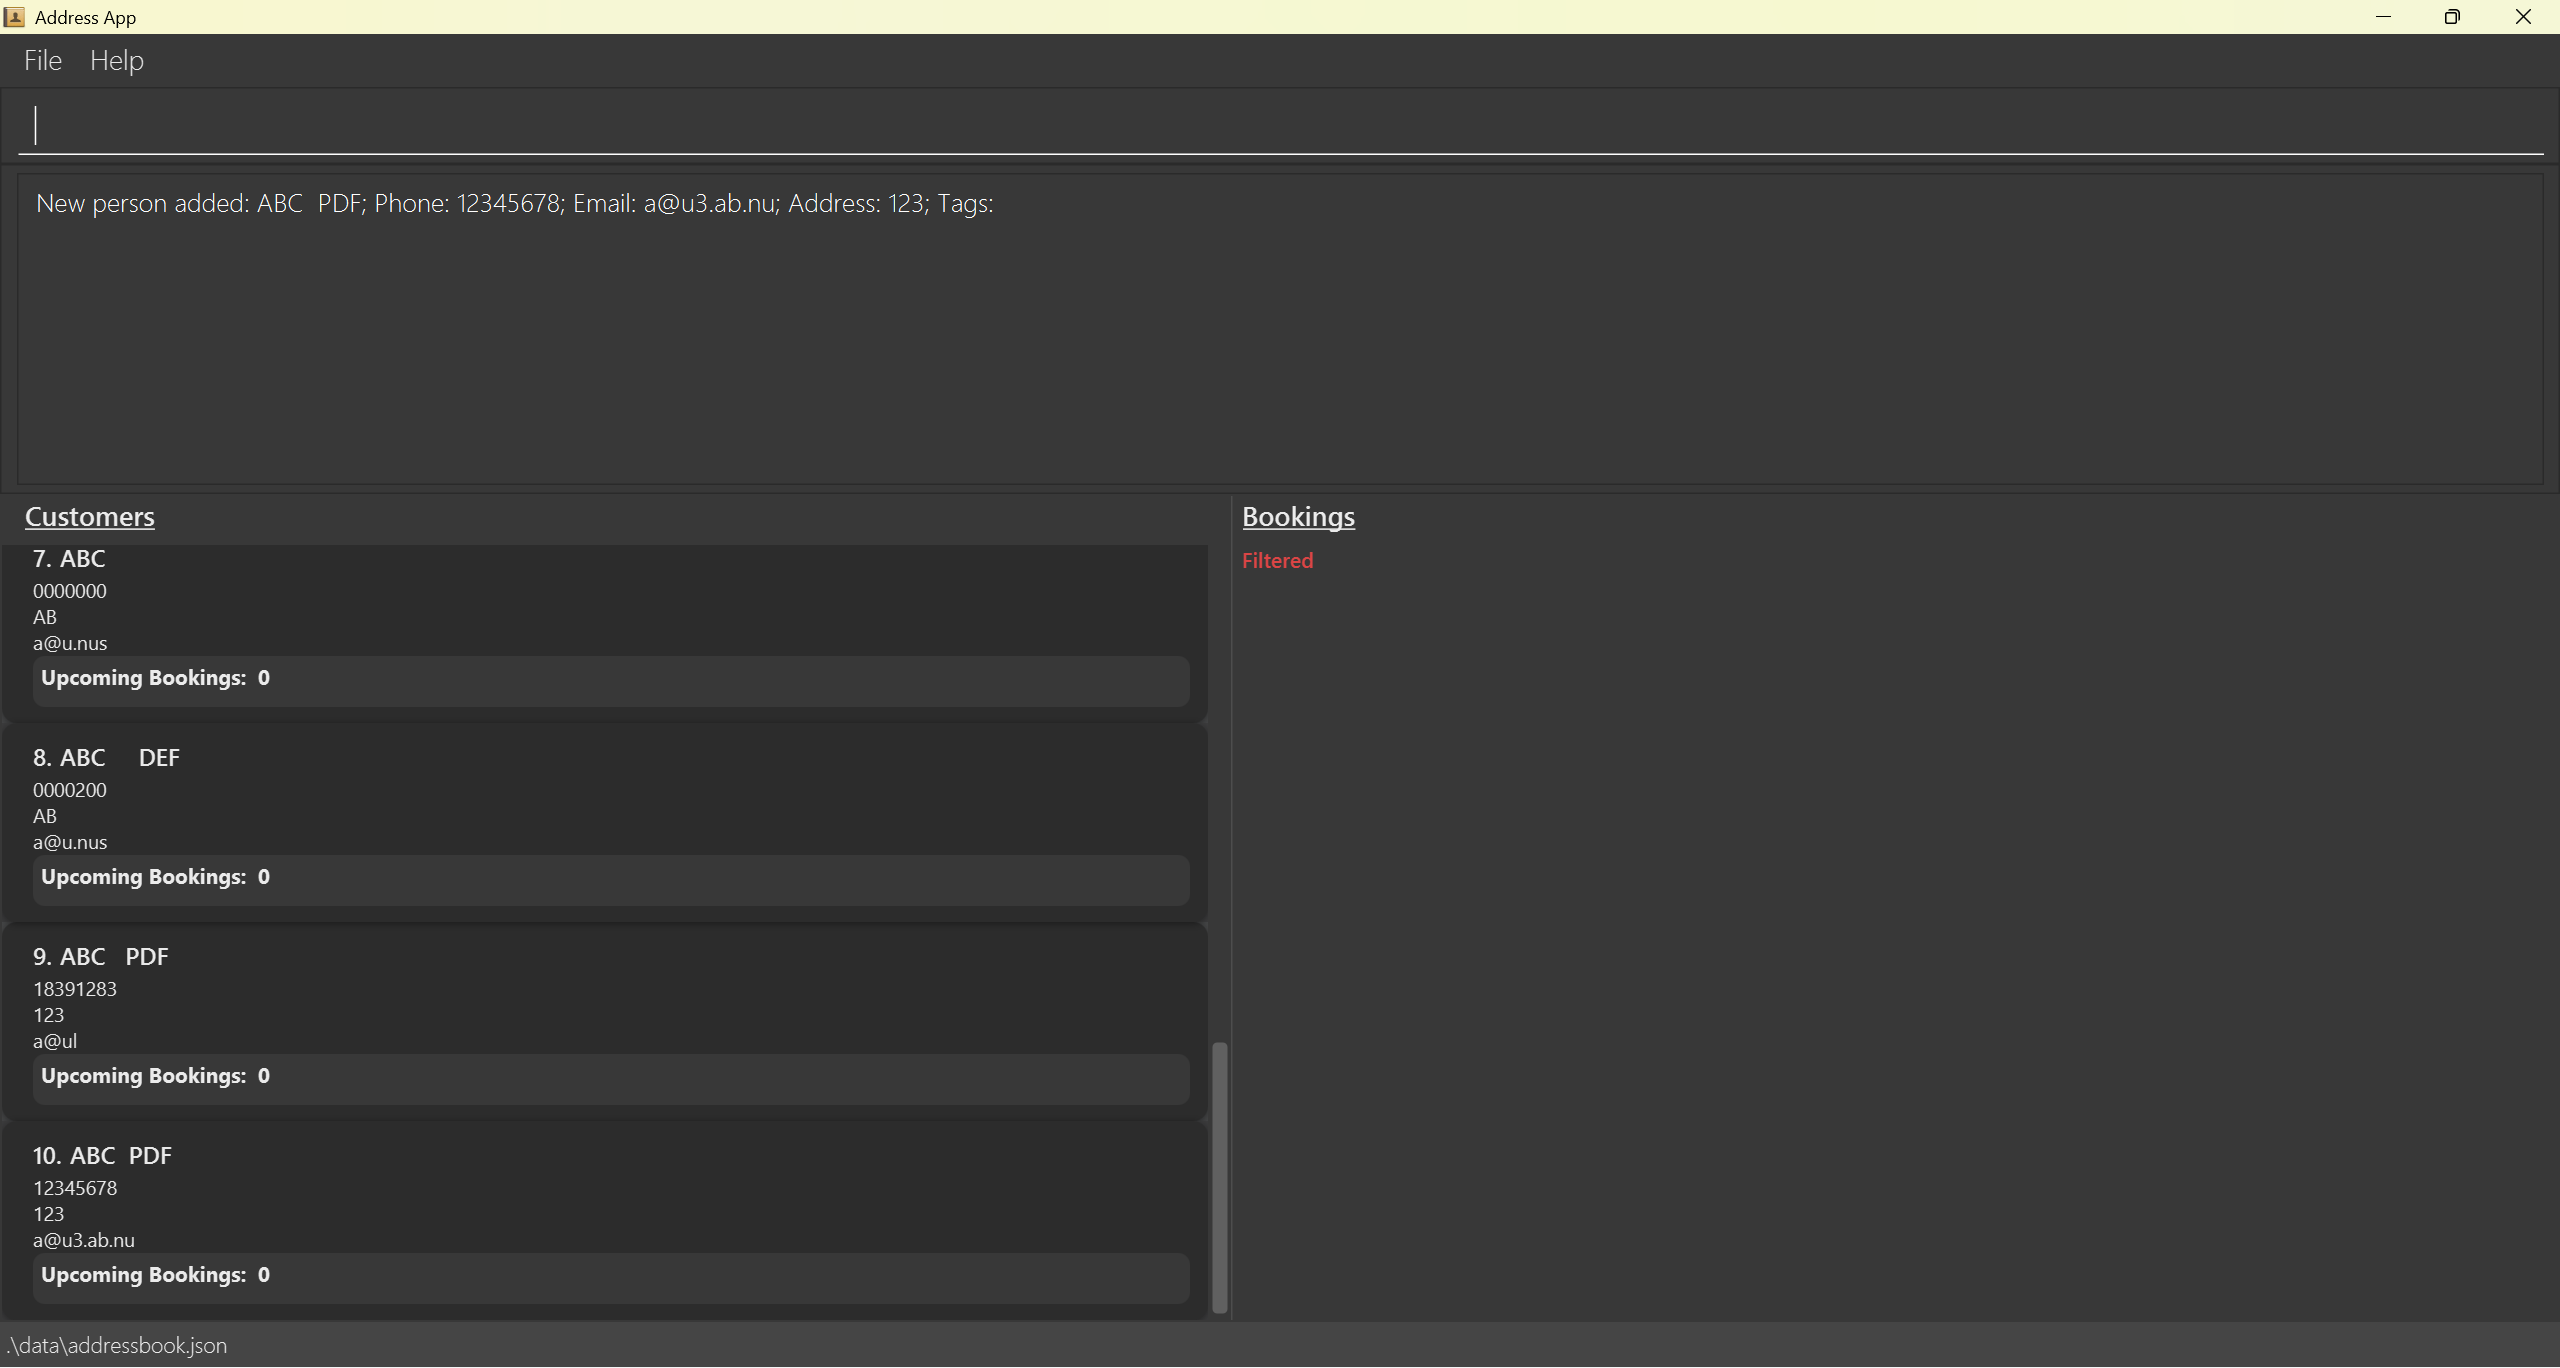 Address App
File Help
New person added: ABC  PDF; Phone: 12345678; Email: a@u3.ab.nu; Address: 123; Tags:
Customers
7. ABC
0000000
AB
a@u.nus
Upcoming Bookings: 0
8. ABC     DEF
0000200
AB
a@u.nus
Upcoming Bookings: 0
9. ABC   PDF
18391283
123
a@ul
Upcoming Bookings: 0
10. ABC  PDF
12345678
123
a@u3.ab.nu
Upcoming Bookings: 0
Bookings
Filtered
.\data\addressbook.json